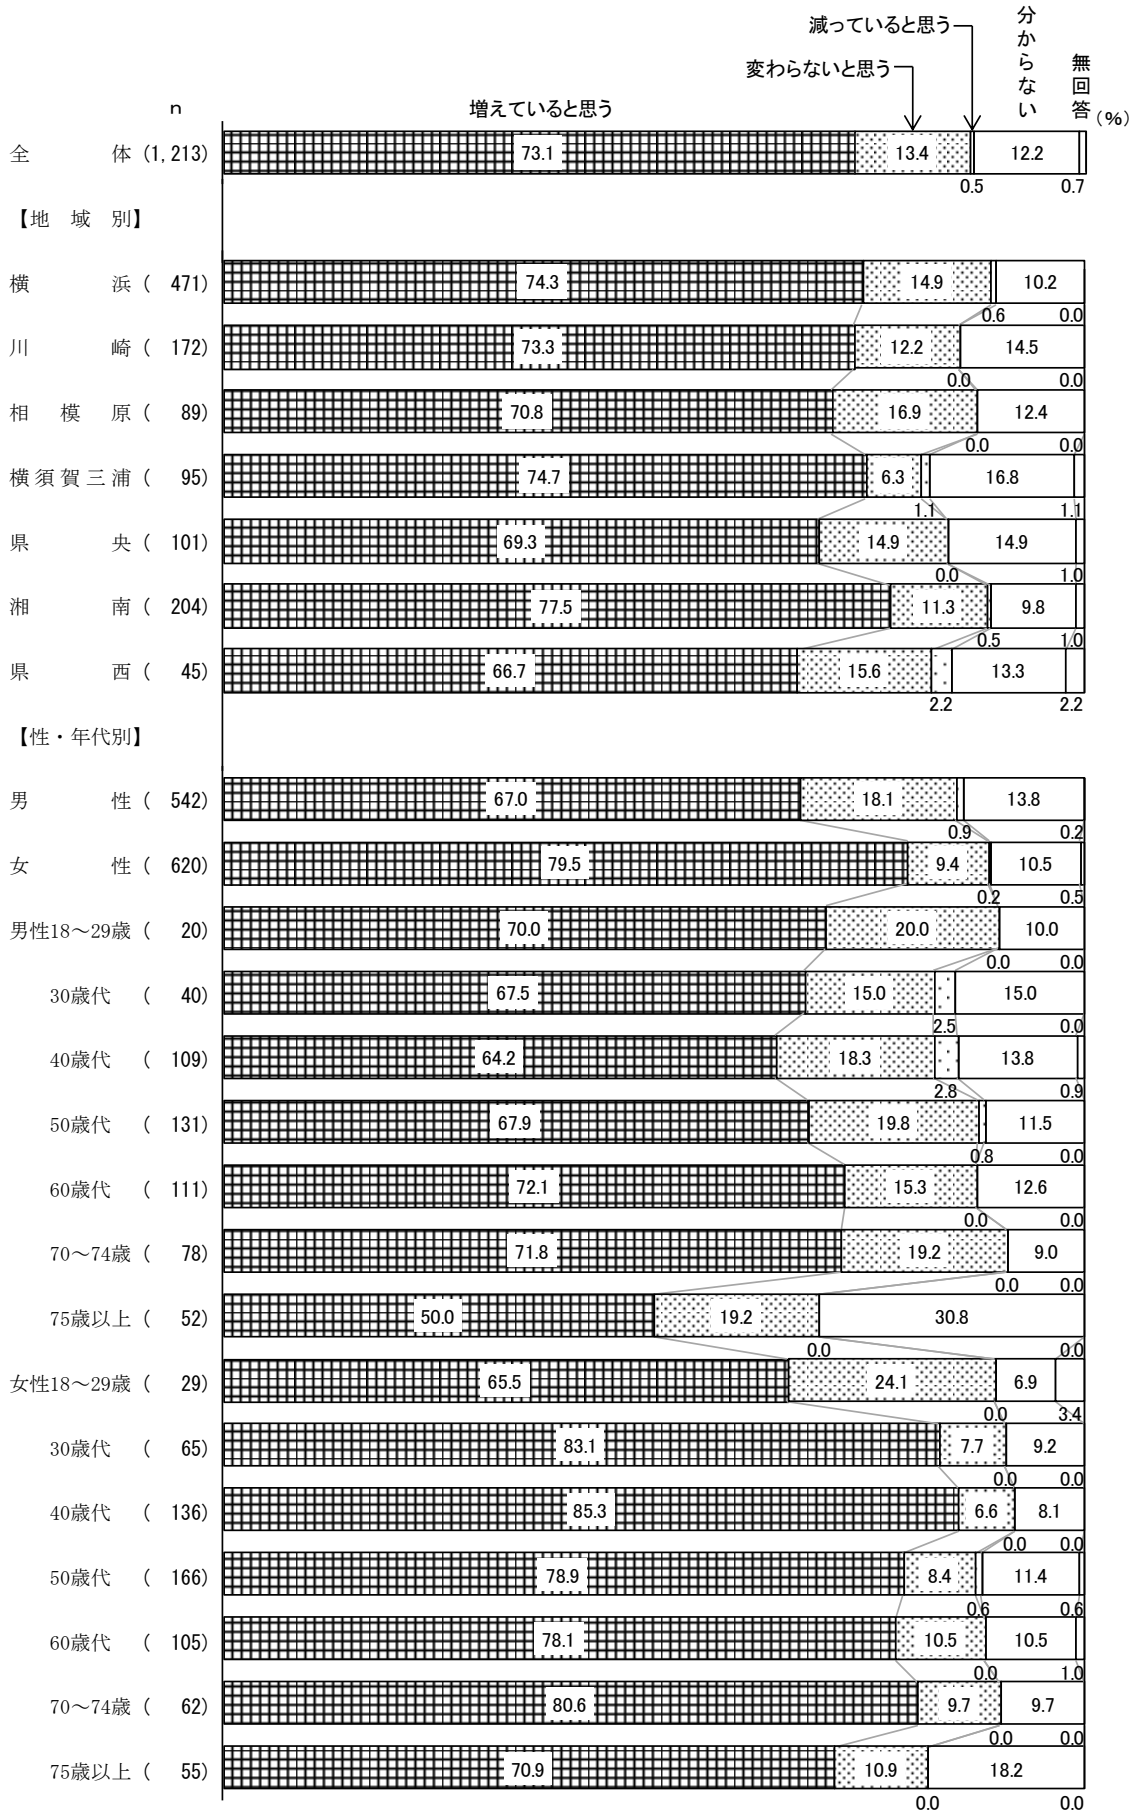 減っていると思う
変わらないと思う
分からない
無回答
n 増えていると思う (%)
全体 (1,213) 73.1 13.4 12.2
0.5 0.7
【地域別】
横浜 ( 471) 74.3 14.9 10.2
0.6 0.0
川崎 ( 172) 73.3 12.2 14.5
0.0 0.0
相模原 ( 89) 70.8 16.9 12.4
0.0 0.0
横須賀三浦 ( 95) 74.7 6.3 16.8
1.1 1.1
県央 ( 101) 69.3 14.9 14.9
0.0 1.0
湘南 ( 204) 77.5 11.3 9.8
0.5 1.0
県西 ( 45) 66.7 15.6 13.3
2.2 2.2
【性・年代別】
男性 ( 542) 67.0 18.1 13.8
0.9 0.2
女性 ( 620) 79.5 9.4 10.5
0.2 0.5
男性18～29歳 ( 20) 70.0 20.0 10.0
0.0 0.0
30歳代 ( 40) 67.5 15.0 15.0
2.5 0.0
40歳代 ( 109) 64.2 18.3 13.8
2.8 0.9
50歳代 ( 131) 67.9 19.8 11.5
0.8 0.0
60歳代 ( 111) 72.1 15.3 12.6
0.0 0.0
70～74歳 ( 78) 71.8 19.2 9.0
0.0 0.0
75歳以上 ( 52) 50.0 19.2 30.8
0.0 0.0
女性18～29歳 ( 29) 65.5 24.1 6.9
0.0 3.4
30歳代 ( 65) 83.1 7.7 9.2
0.0 0.0
40歳代 ( 136) 85.3 6.6 8.1
0.0 0.0
50歳代 ( 166) 78.9 8.4 11.4
0.6 0.6
60歳代 ( 105) 78.1 10.5 10.5
0.0 1.0
70～74歳 ( 62) 80.6 9.7 9.7
0.0 0.0
75歳以上 ( 55) 70.9 10.9 18.2
0.0 0.0